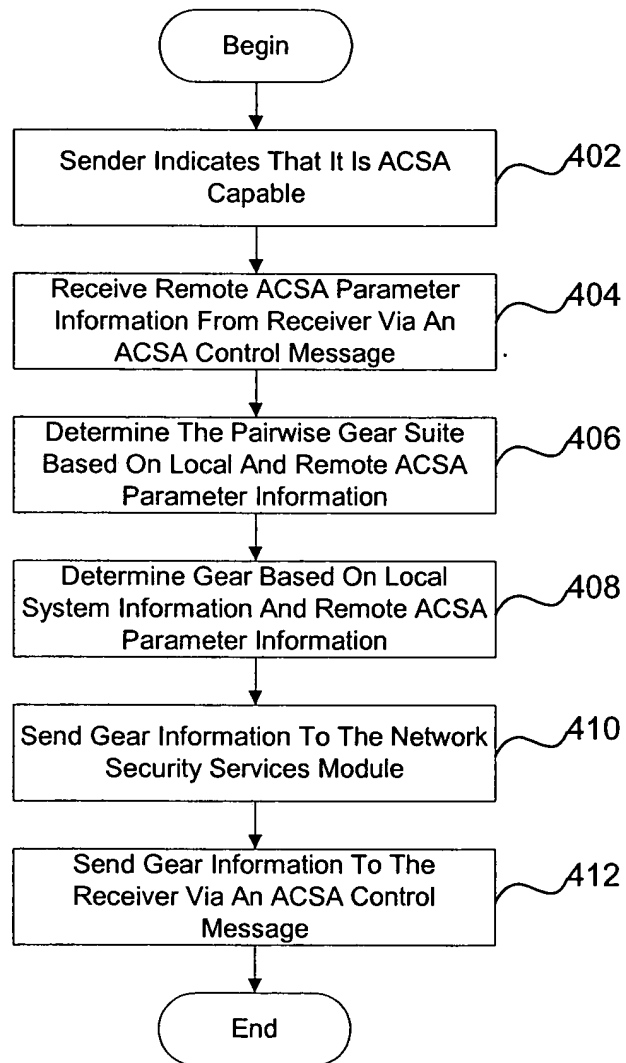 Begin
Sender Indicates That It Is ACSA
Capable
402
Receive Remote ACSA Parameter
Information From Receiver Via An
ACSA Control Message
404
Determine The Pairwise Gear Suite
Based On Local And Remote ACSA
Parameter Information
406
Determine Gear Based On Local
System Information And Remote ACSA
Parameter Information
408
Send Gear Information To The Network
Security Services Module
410
Send Gear Information To The
Receiver Via An ACSA Control
Message
412
End